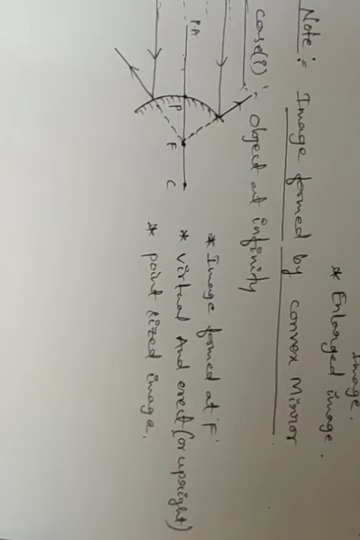 Image.
* Enlarged image.
Note :- Image formed by convex Mirror
case(i) :- Object at infinity
* Image formed at 'F'
* Virtual And erect (or upright)
* point sized image.
PA
P
F
C